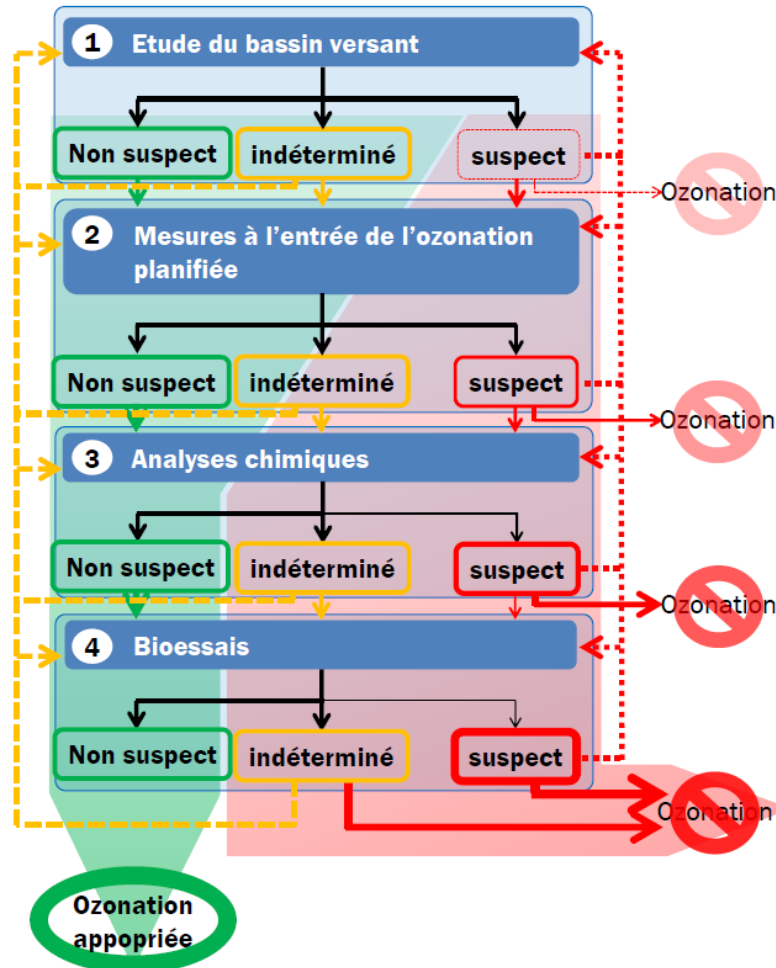 1 Etude du bassin versant
Non suspect
indéterminé
suspect
Ozonation
2 Mesures à l'entrée de l'ozonation
planifiée
Non suspect
indéterminé
suspect
Ozonation
3 Analyses chimiques
Non suspect
indéterminé
suspect
Ozonation
4 Bioessais
Non suspect
indéterminé
suspect
Ozonation
Ozonation
appopriée